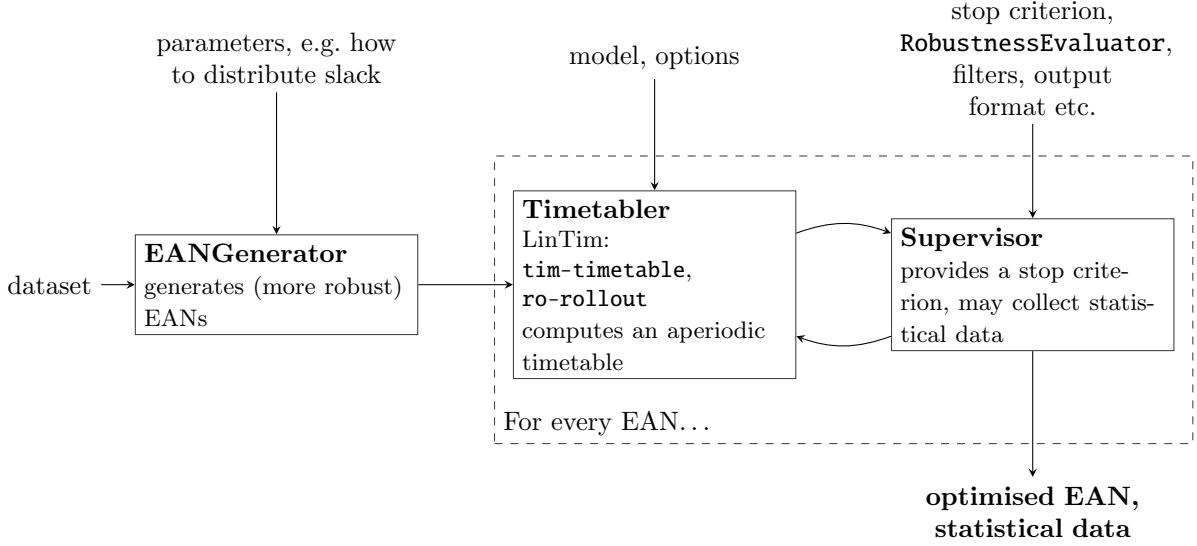 parameters, e.g. how
to distribute slack
model, options
stop criterion,
RobustnessEvaluator,
filters, output
format etc.
dataset
EANGenerator
generates (more robust)
EANs
Timetabler
LinTim:
tim-timetable,
ro-rollout
computes an aperiodic
timetable
Supervisor
provides a stop crite-
rion, may collect statis-
tical data
For every EAN...
optimised EAN,
statistical data